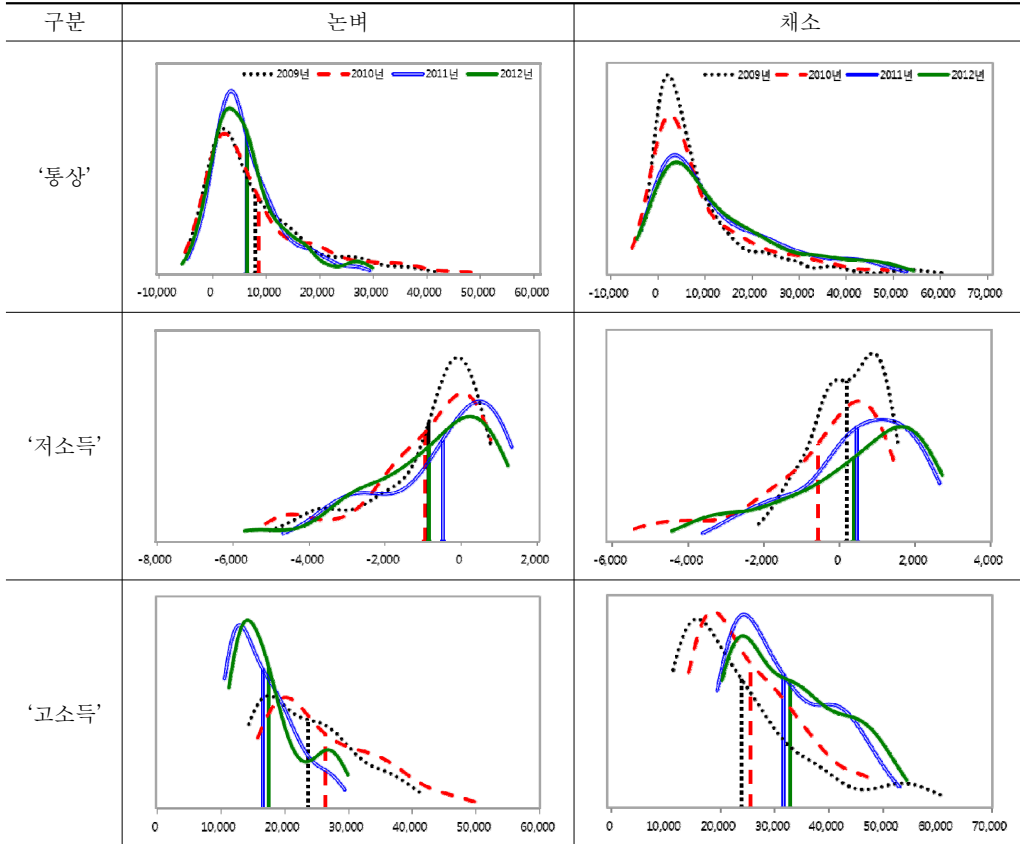 구분 논벼 채소
‘통상’
2009년 2010년 2011년 2012년
-10,000 0 10,000 20,000 30,000 40,000 50,000 60,000
2009년 2010년 2011년 2012년
-10,000 0 10,000 20,000 30,000 40,000 50,000 60,000 70,000
‘저소득’
-8,000 -6,000 -4,000 -2,000 0 2,000
-6,000 -4,000 -2,000 0 2,000 4,000
‘고소득’
0 10,000 20,000 30,000 40,000 50,000 60,000
0 10,000 20,000 30,000 40,000 50,000 60,000 70,000